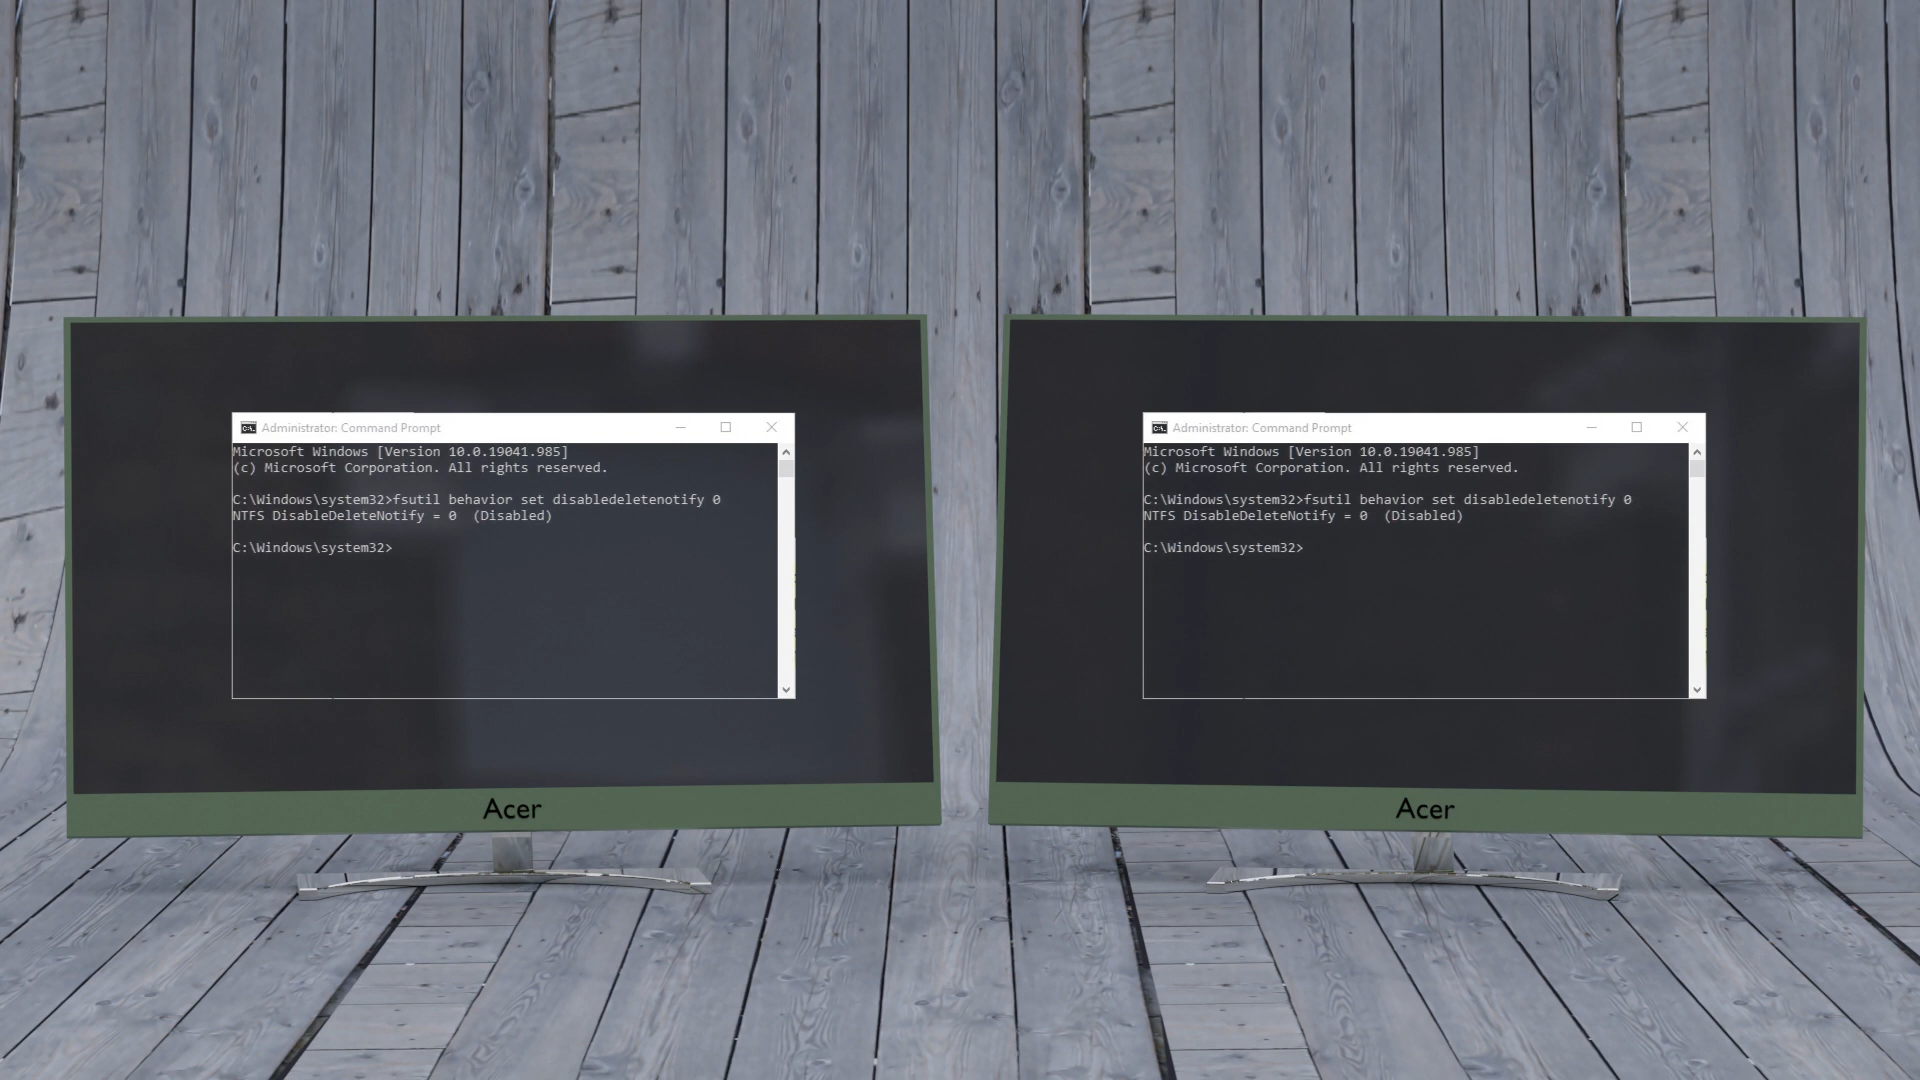 Administrator: Command Prompt
Microsoft Windows [Version 10.0.19041.985]
(c) Microsoft Corporation. All rights reserved.
C:\Windows\system32>fsutil behavior set disabledeletenotify 0
NTFS DisableDeleteNotify = 0  (Disabled)
C:\Windows\system32>
Acer
Administrator: Command Prompt
Microsoft Windows [Version 10.0.19041.985]
(c) Microsoft Corporation. All rights reserved.
C:\Windows\system32>fsutil behavior set disabledeletenotify 0
NTFS DisableDeleteNotify = 0  (Disabled)
C:\Windows\system32>
Acer